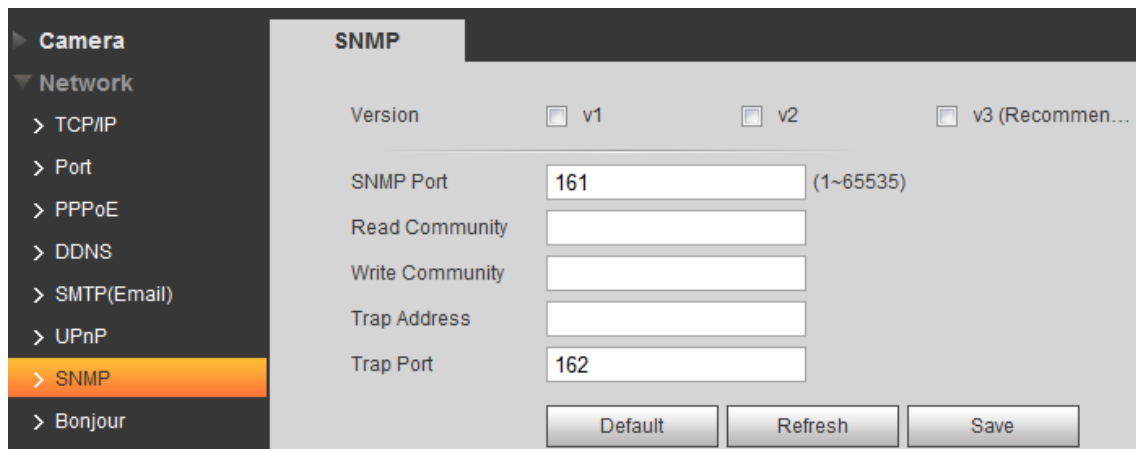 Camera
Network
TCP/IP
Port
PPPoE
DDNS
SMTP(Email)
UPnP
SNMP
Bonjour
SNMP
Version v1 v2 v3 (Recommen...
SNMP Port 161 (1~65535)
Read Community
Write Community
Trap Address
Trap Port 162
Default Refresh Save